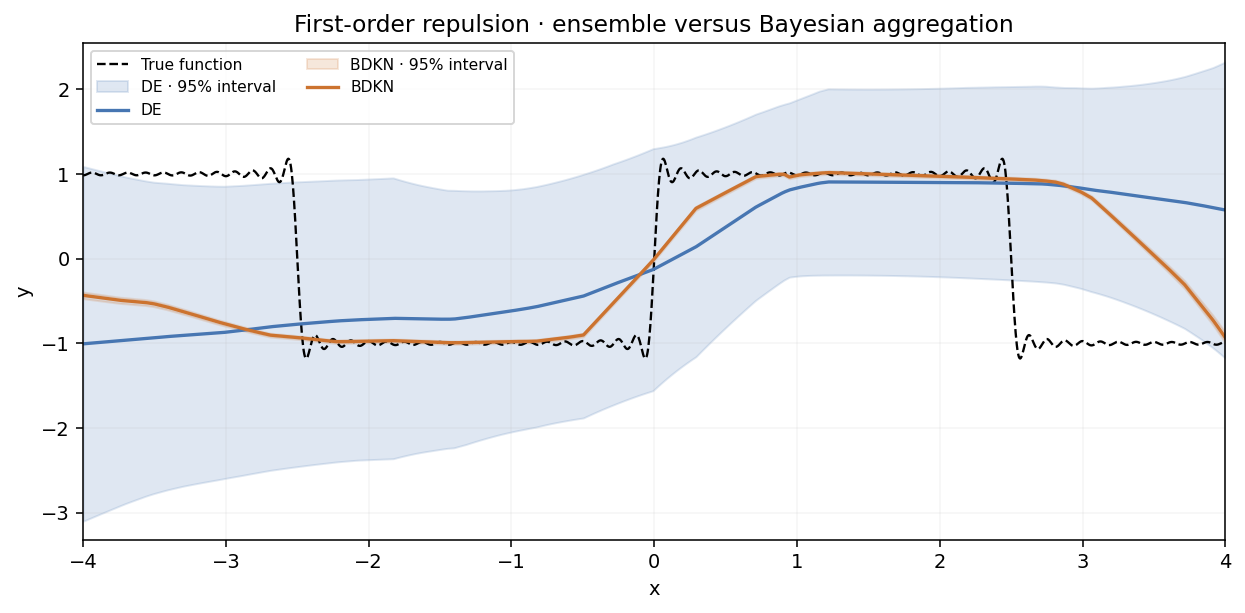 First-order repulsion · ensemble versus Bayesian aggregation
True function
DE · 95% interval
DE
BDKN · 95% interval
BDKN
y
2
1
0
−1
−2
−3
−4
−3
−2
−1
0
1
2
3
4
x